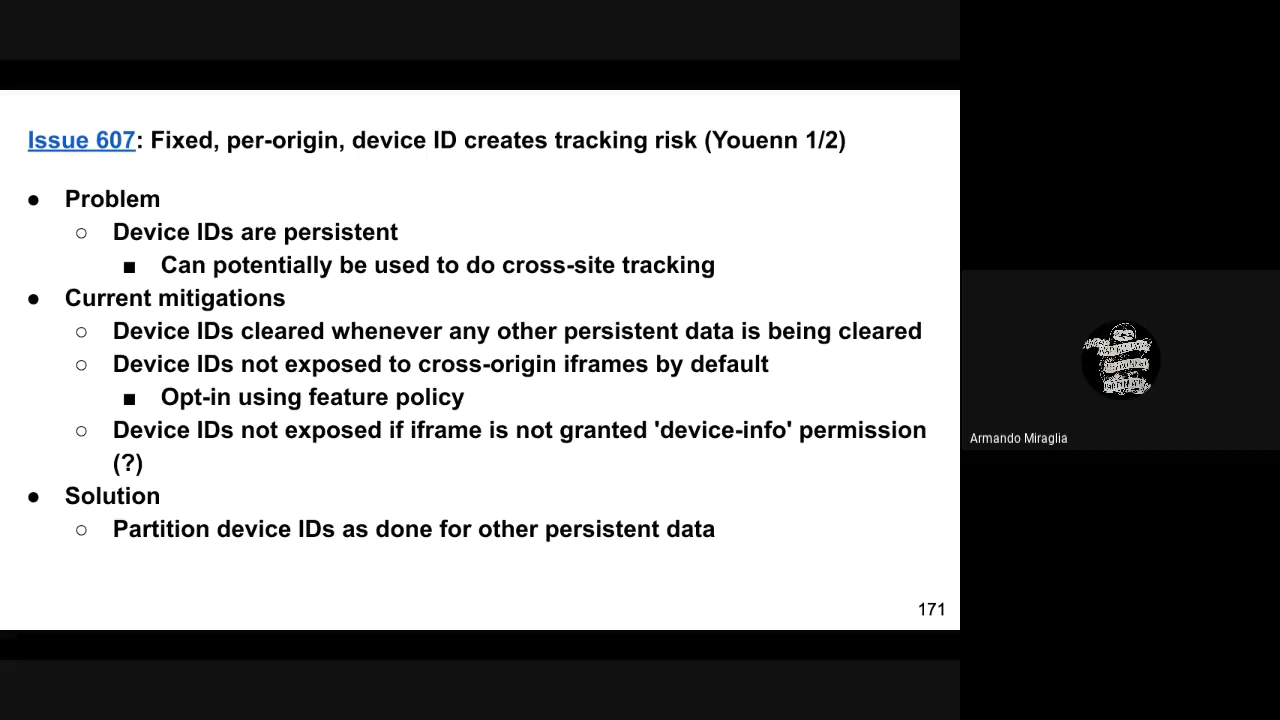 Issue 607: Fixed, per-origin, device ID creates tracking risk (Youenn 1/2)
● Problem
○ Device IDs are persistent
■ Can potentially be used to do cross-site tracking
● Current mitigations
○ Device IDs cleared whenever any other persistent data is being cleared
○ Device IDs not exposed to cross-origin iframes by default
■ Opt-in using feature policy
○ Device IDs not exposed if iframe is not granted 'device-info' permission
(?)
● Solution
○ Partition device IDs as done for other persistent data
171
Armando Miraglia